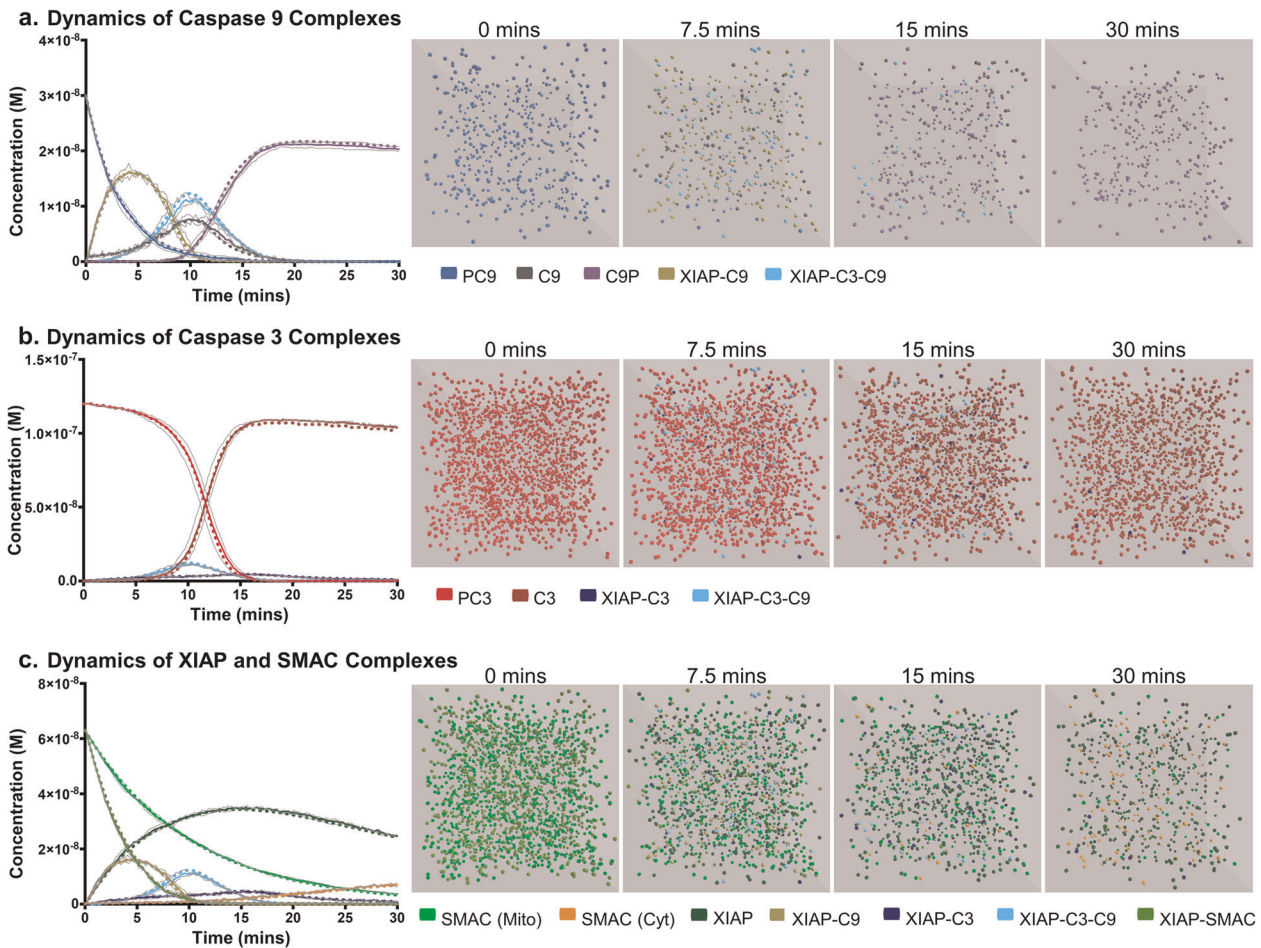 a. Dynamics of Caspase 9 Complexes
0 mins 7.5 mins 15 mins 30 mins
4×10-8
3×10-8
2×10-8
1×10-8
0
Concentration (M)
0 5 10 15 20 25 30
Time (mins)
PC9 C9 C9P XIAP-C9 XIAP-C3-C9
b. Dynamics of Caspase 3 Complexes
0 mins 7.5 mins 15 mins 30 mins
1.5×10-7
1.0×10-7
5.0×10-8
0.0
Concentration (M)
0 5 10 15 20 25 30
Time (mins)
PC3 C3 XIAP-C3 XIAP-C3-C9
c. Dynamics of XIAP and SMAC Complexes
0 mins 7.5 mins 15 mins 30 mins
8×10-8
6×10-8
4×10-8
2×10-8
0
Concentration (M)
0 5 10 15 20 25 30
Time (mins)
SMAC (Mito) SMAC (Cyt) XIAP XIAP-C9 XIAP-C3 XIAP-C3-C9 XIAP-SMAC